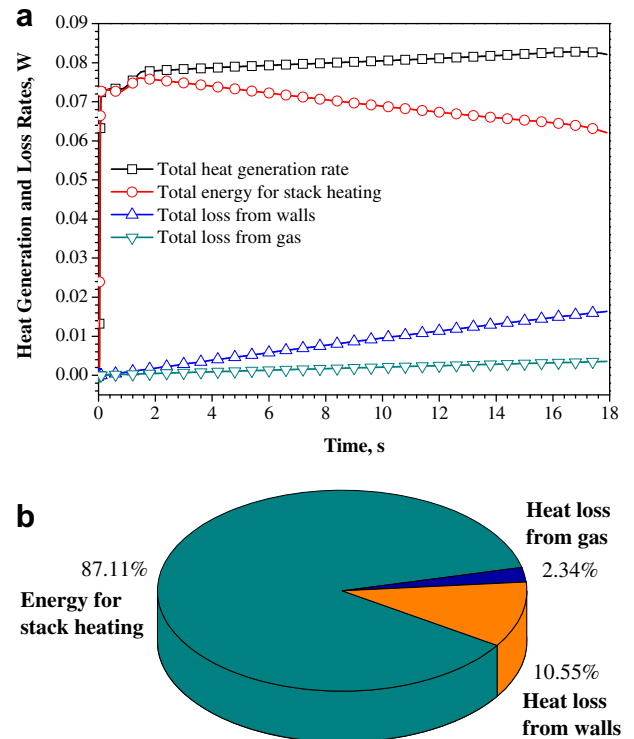 a
Heat Generation and Loss Rates, W
0.09
0.08
0.07
0.06
0.05
0.04
0.03
0.02
0.01
0.00
Total heat generation rate
Total energy for stack heating
Total loss from walls
Total loss from gas
0 2 4 6 8 10 12 14 16 18
Time, s
b
87.11%
Energy for
stack heating
Heat loss
from gas
2.34%
10.55%
Heat loss
from walls